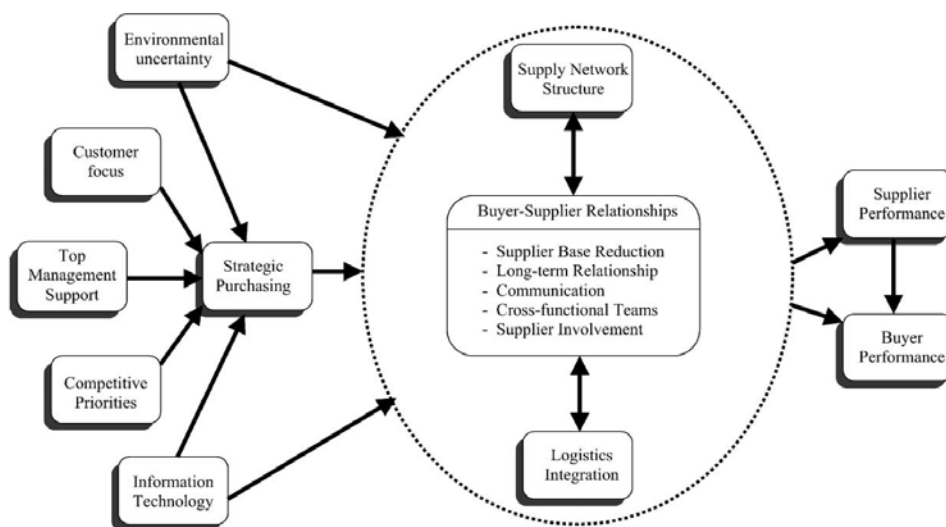 Environmental
uncertainty
Customer
focus
Top
Management
Support
Competitive
Priorities
Information
Technology
Strategic
Purchasing
Supply Network
Structure
Buyer-Supplier Relationships
- Supplier Base Reduction
- Long-term Relationship
- Communication
- Cross-functional Teams
- Supplier Involvement
Logistics
Integration
Supplier
Performance
Buyer
Performance